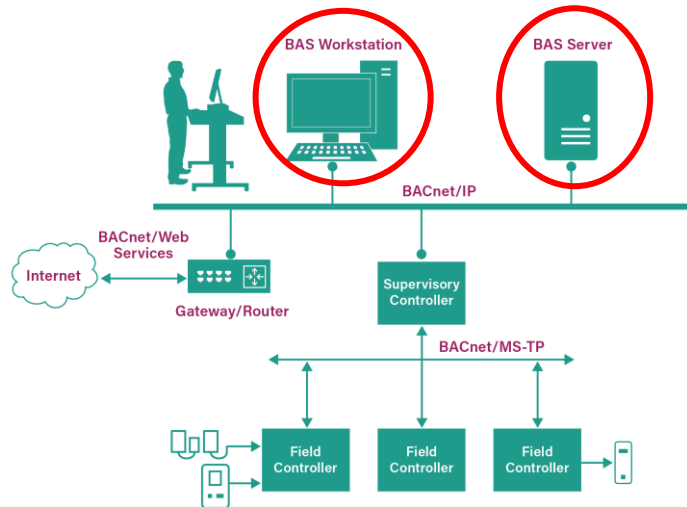 BAS Workstation
BAS Server
BACnet/IP
BACnet/Web
Services
Internet
Gateway/Router
Supervisory
Controller
BACnet/MS-TP
Field
Controller
Field
Controller
Field
Controller